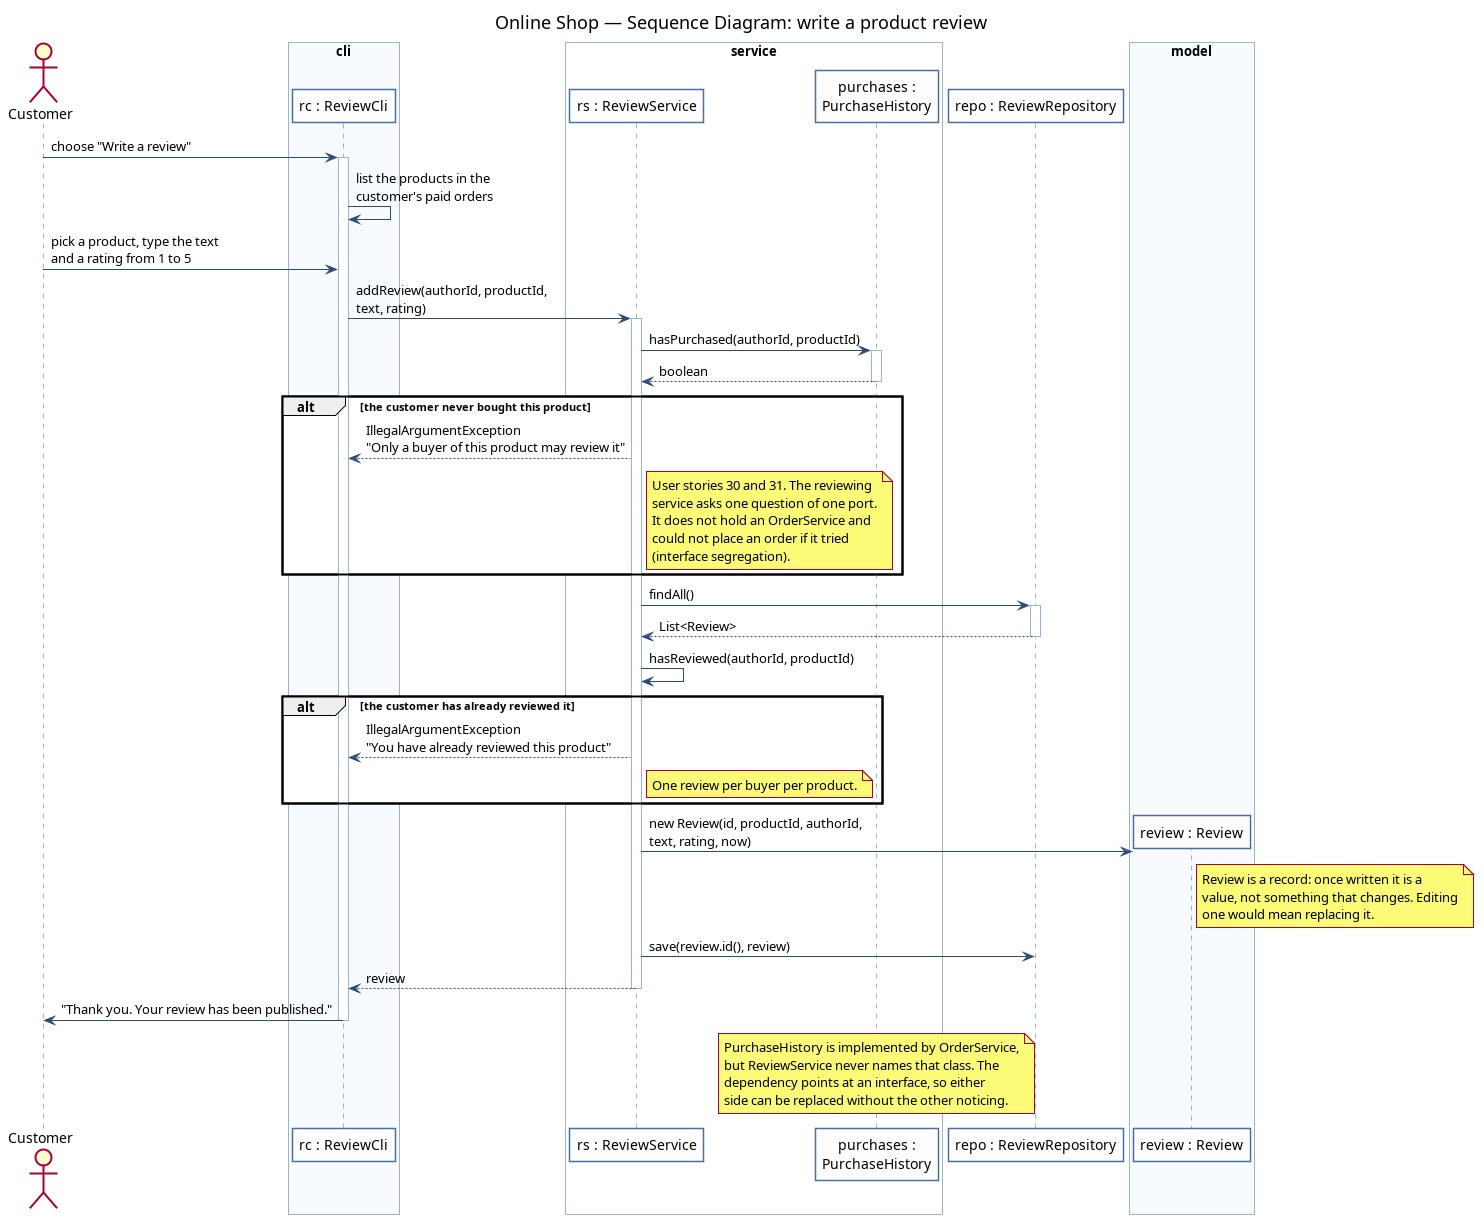 Online Shop — Sequence Diagram: write a product review
cli
service
model
Customer
rc : ReviewCli
rs : ReviewService
purchases :
PurchaseHistory
repo : ReviewRepository
choose "Write a review"
list the products in the
customer's paid orders
pick a product, type the text
and a rating from 1 to 5
addReview(authorId, productId,
text, rating)
hasPurchased(authorId, productId)
boolean
alt
[the customer never bought this product]
IllegalArgumentException
"Only a buyer of this product may review it"
User stories 30 and 31. The reviewing
service asks one question of one port.
It does not hold an OrderService and
could not place an order if it tried
(interface segregation).
findAll()
List<Review>
hasReviewed(authorId, productId)
alt
[the customer has already reviewed it]
IllegalArgumentException
"You have already reviewed this product"
One review per buyer per product.
new Review(id, productId, authorId,
text, rating, now)
review : Review
Review is a record: once written it is a
value, not something that changes. Editing
one would mean replacing it.
save(review.id(), review)
review
"Thank you. Your review has been published."
PurchaseHistory is implemented by OrderService,
but ReviewService never names that class. The
dependency points at an interface, so either
side can be replaced without the other noticing.
Customer
rc : ReviewCli
rs : ReviewService
purchases :
PurchaseHistory
repo : ReviewRepository
review : Review